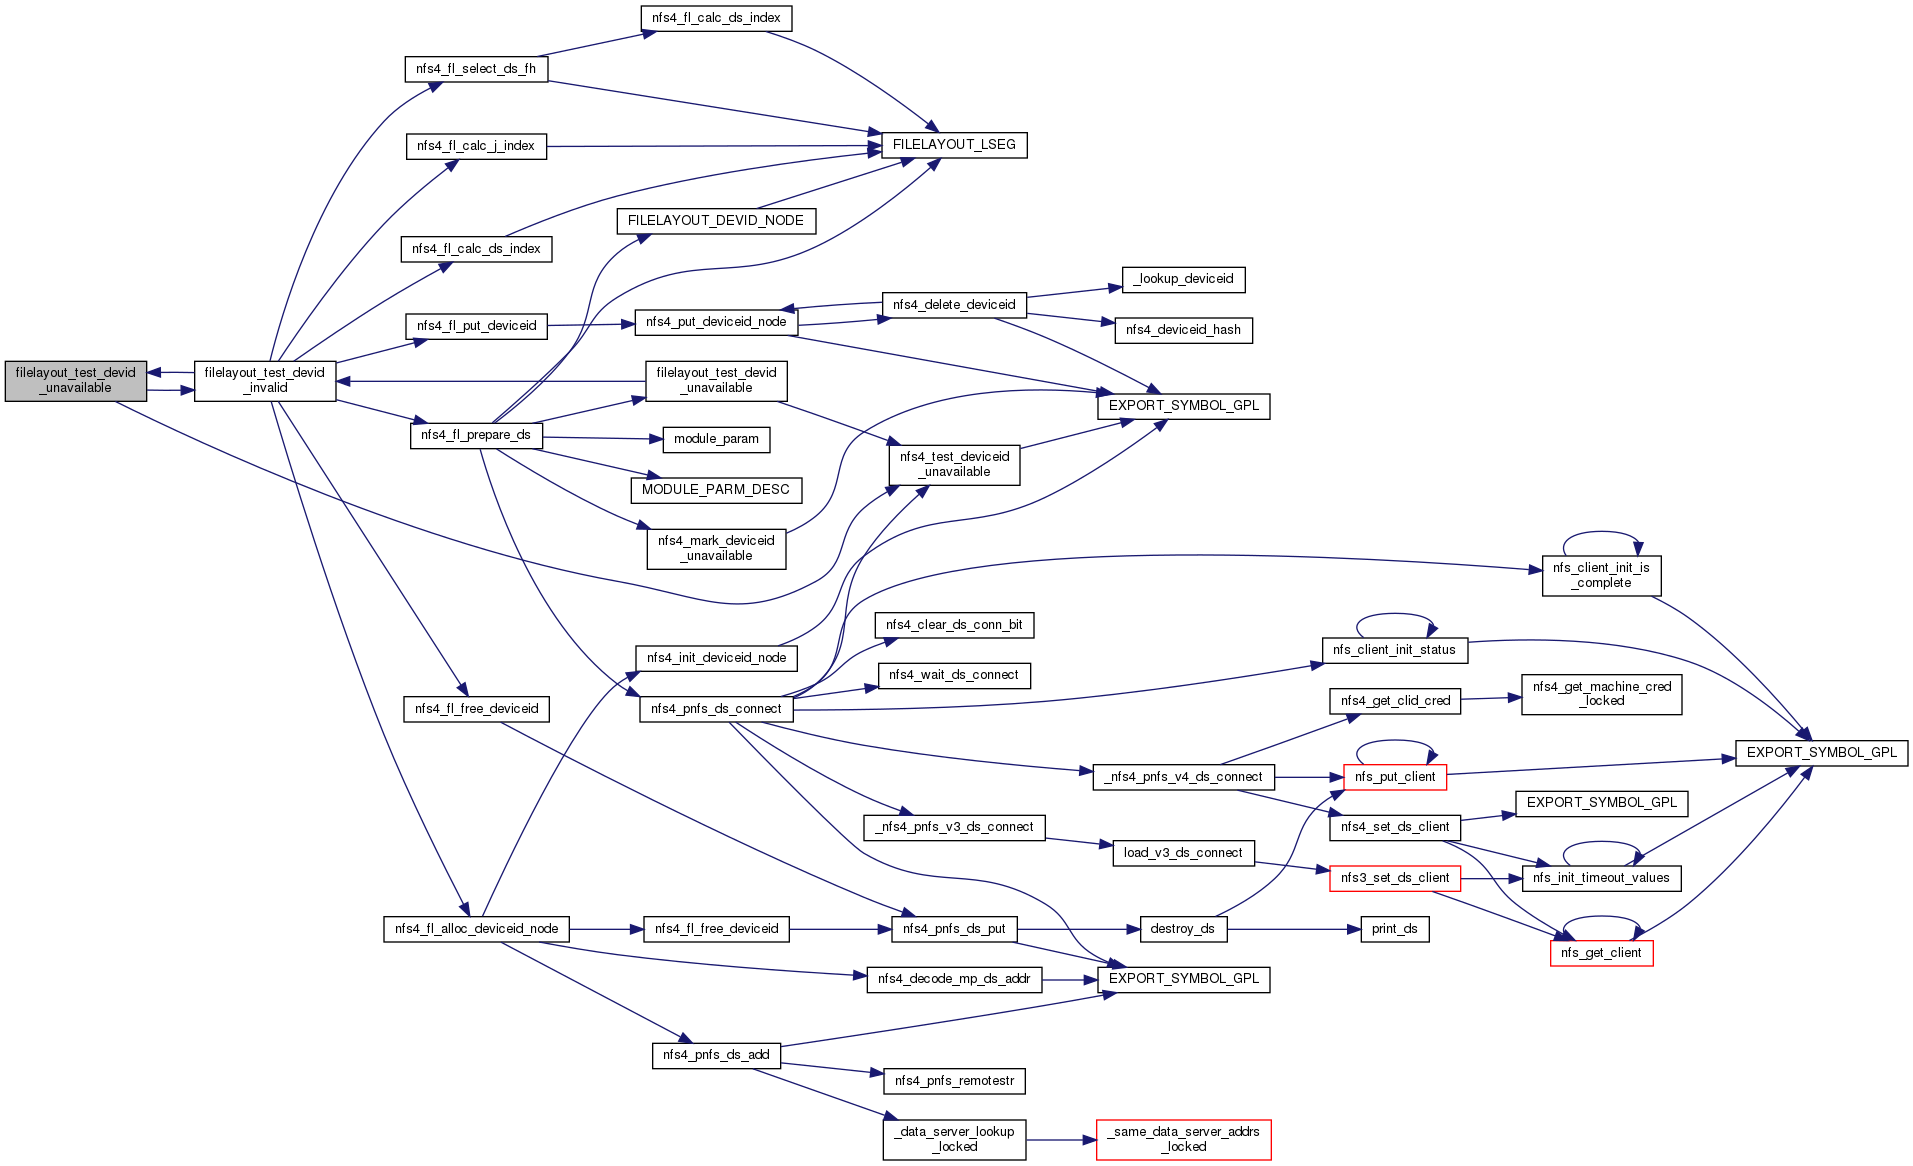 nfs4_fl_calc_ds_index
nfs4_fl_select_ds_fh
nfs4_fl_calc_j_index
FILELAYOUT_LSEG
FILELAYOUT_DEVID_NODE
nfs4_fl_calc_ds_index
_lookup_deviceid
nfs4_delete_deviceid
nfs4_fl_put_deviceid
nfs4_put_deviceid_node
nfs4_deviceid_hash
filelayout_test_devid
_unavailable
filelayout_test_devid
_invalid
filelayout_test_devid
_unavailable
EXPORT_SYMBOL_GPL
nfs4_fl_prepare_ds
module_param
nfs4_test_deviceid
_unavailable
MODULE_PARM_DESC
nfs4_mark_deviceid
_unavailable
nfs_client_init_is
_complete
nfs4_clear_ds_conn_bit
nfs_client_init_status
nfs4_init_deviceid_node
nfs4_wait_ds_connect
nfs4_get_machine_cred
_locked
nfs4_get_clid_cred
nfs4_fl_free_deviceid
nfs4_pnfs_ds_connect
EXPORT_SYMBOL_GPL
_nfs4_pnfs_v4_ds_connect
nfs_put_client
EXPORT_SYMBOL_GPL
_nfs4_pnfs_v3_ds_connect
nfs4_set_ds_client
load_v3_ds_connect
nfs3_set_ds_client
nfs_init_timeout_values
nfs4_fl_alloc_deviceid_node
nfs4_fl_free_deviceid
nfs4_pnfs_ds_put
destroy_ds
print_ds
nfs_get_client
nfs4_decode_mp_ds_addr
EXPORT_SYMBOL_GPL
nfs4_pnfs_ds_add
nfs4_pnfs_remotestr
_data_server_lookup
_locked
_same_data_server_addrs
_locked